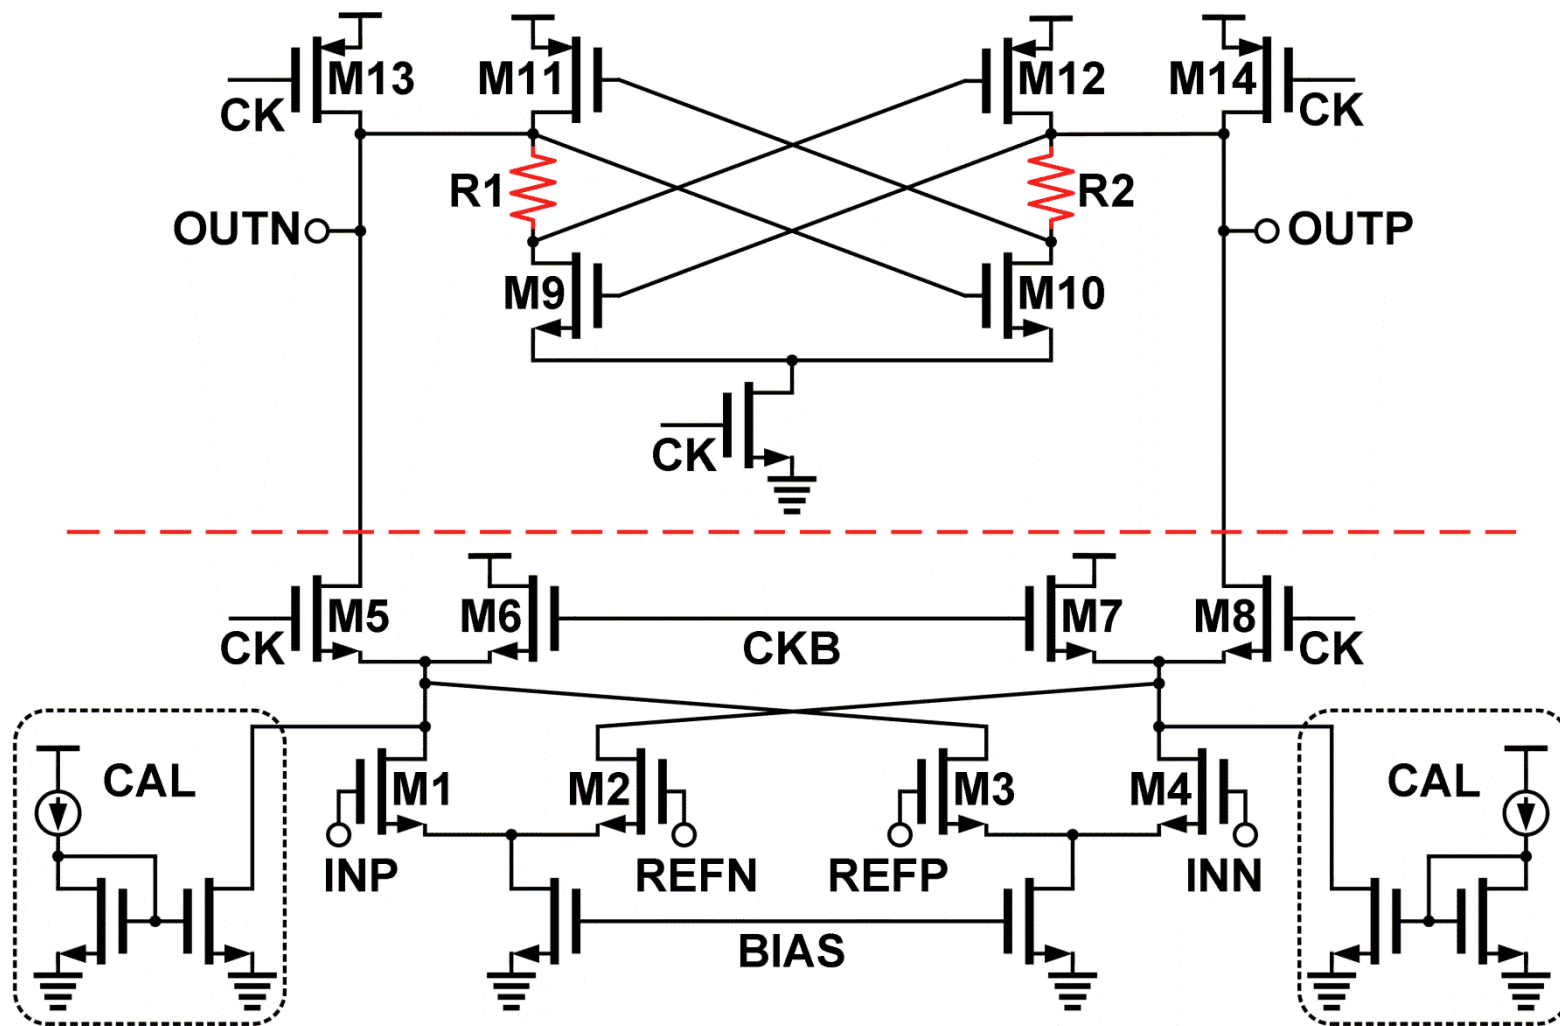 M13 M11 M12 M14
CK CK
R1 R2
OUTN OUTP
M9 M10
CK
M5 M6 M7 M8
CK CKB CK
CAL CAL
M1 M2 M3 M4
INP REFN REFP INN
BIAS